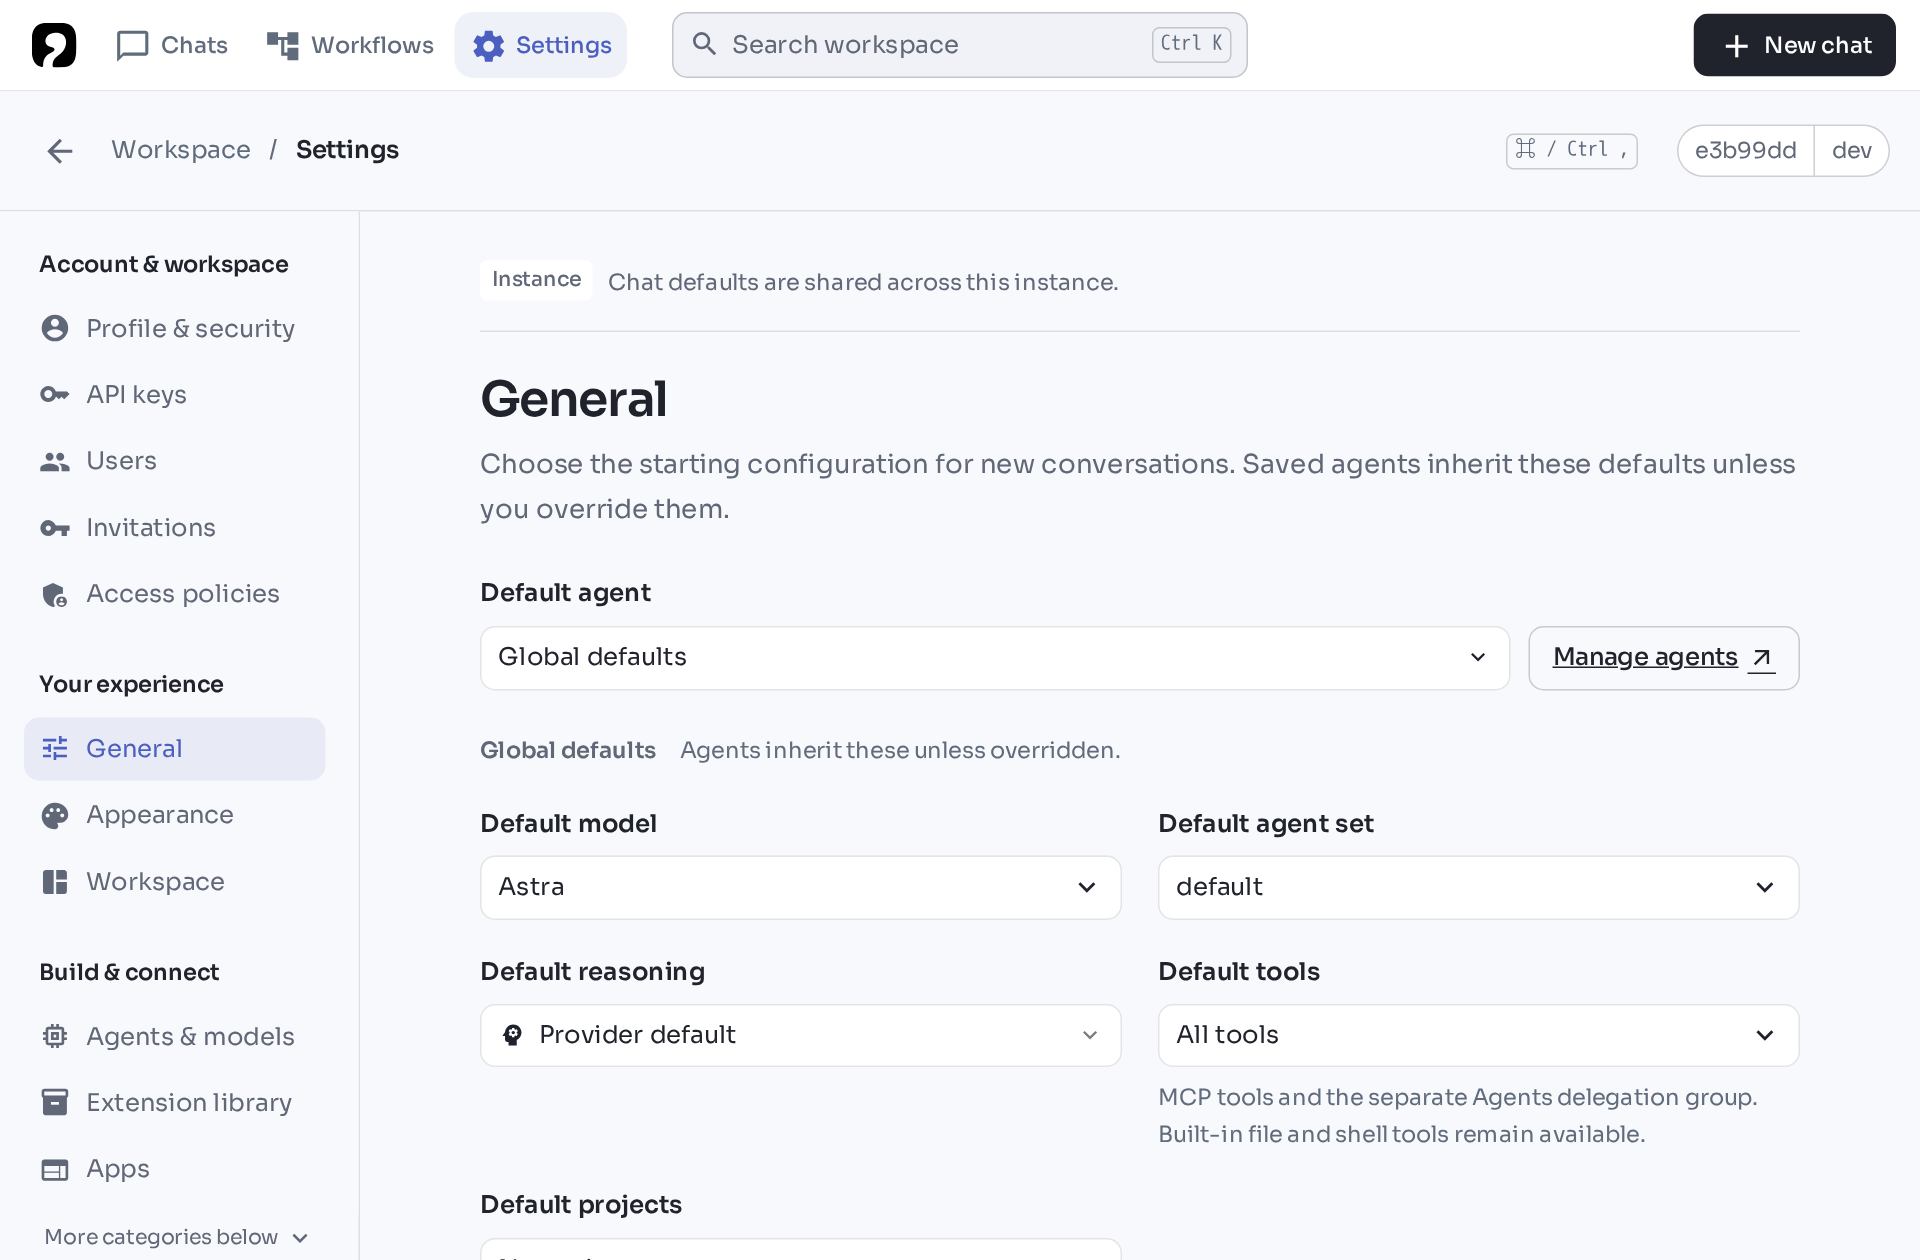 Chats
Workflows
Settings
Search workspace
Ctrl K
New chat
Workspace / Settings
⌘ / Ctrl ,
e3b99dd
dev
Account & workspace
Profile & security
API keys
Users
Invitations
Access policies
Your experience
General
Appearance
Workspace
Build & connect
Agents & models
Extension library
Apps
More categories below
Instance
Chat defaults are shared across this instance.
General
Choose the starting configuration for new conversations. Saved agents inherit these defaults unless
you override them.
Default agent
Global defaults
Manage agents
Global defaults
Agents inherit these unless overridden.
Default model
Astra
Default agent set
default
Default reasoning
Provider default
Default tools
All tools
MCP tools and the separate Agents delegation group.
Built-in file and shell tools remain available.
Default projects